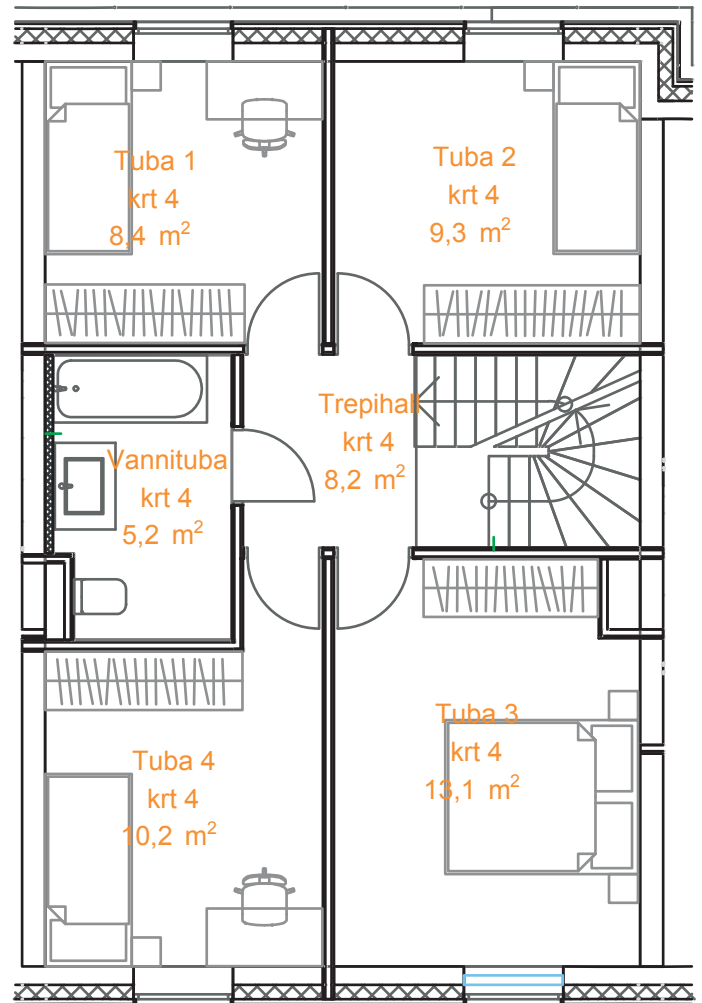 Tuba 1
krt 4
8,4 m²
Tuba 2
krt 4
9,3 m²
Trepihall
krt 4
8,2 m²
Vannituba
krt 4
5,2 m²
Tuba 3
krt 4
13,1 m²
Tuba 4
krt 4
10,2 m²